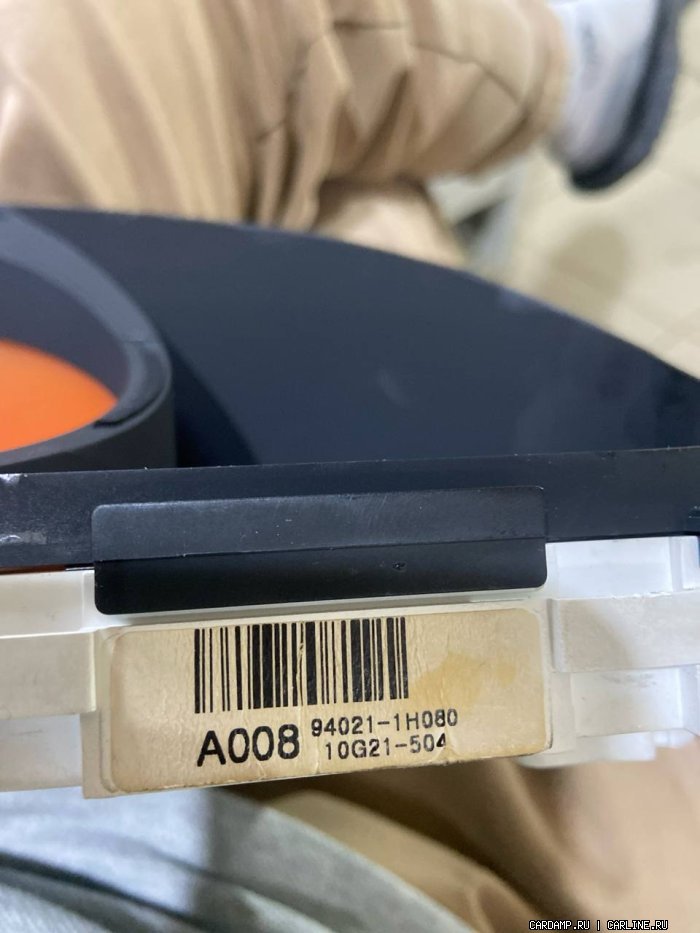 A008 94021-1H080
10G21-504
CARDAMP.RU | CARLINE.RU